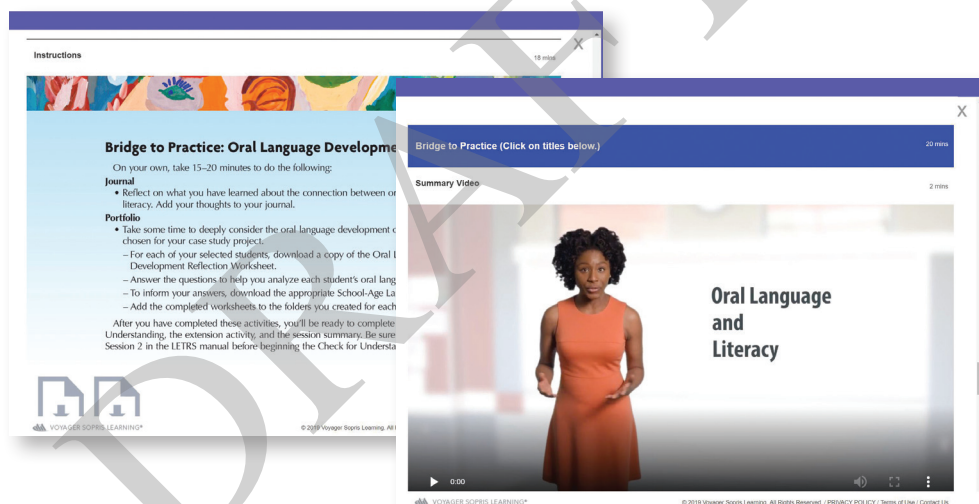 Instructions
18 mins
X
Bridge to Practice: Oral Language Developme
On your own, take 15–20 minutes to do the following:
Journal
• Reflect on what you have learned about the connection between or
literacy. Add your thoughts to your journal.
Portfolio
• Take some time to deeply consider the oral language development o
chosen for your case study project.
– For each of your selected students, download a copy of the Oral L
Development Reflection Worksheet.
– Answer the questions to help you analyze each student's oral lang
– To inform your answers, download the appropriate School-Age La
– Add the completed worksheets to the folders you created for each
After you have completed these activities, you'll be ready to complete
Understanding, the extension activity, and the session summary. Be sure
Session 2 in the LETRS manual before beginning the Check for Understa
VOYAGER SOPRIS LEARNING®
© 2019 Voyager Sopris Learning. All
X
Bridge to Practice (Click on titles below.)
20 mins
Summary Video
2 mins
Oral Language
and
Literacy
0:00
VOYAGER SOPRIS LEARNING®
© 2019 Voyager Sopris Learning. All Rights Reserved. / PRIVACY POLICY / Terms of Use / Contact Us
DRAFT